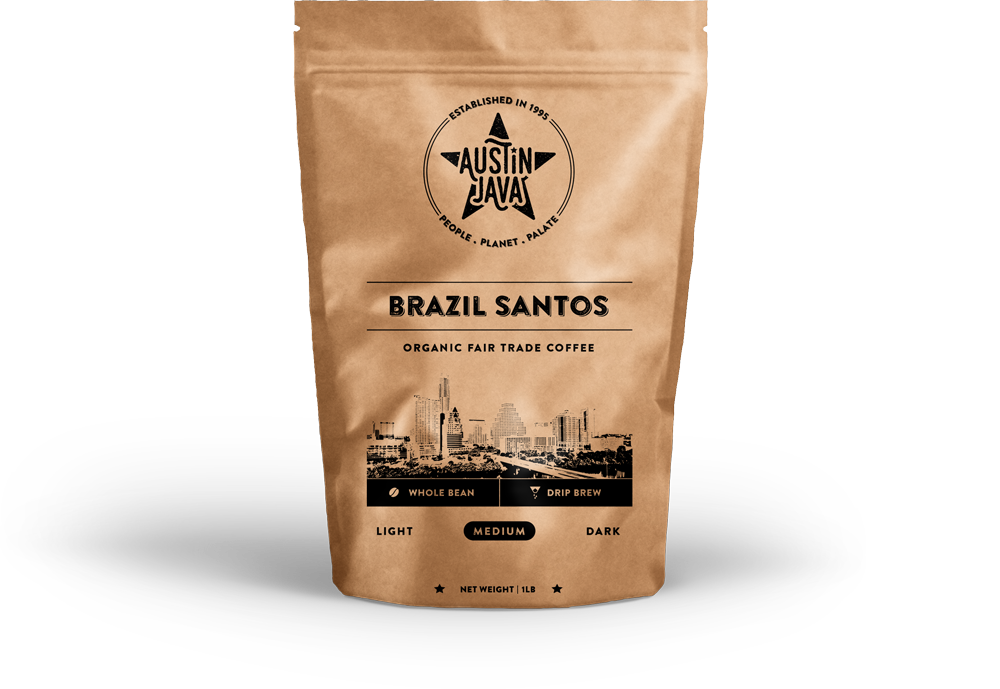 ESTABLISHED IN 1995
AUSTIN
JAVA
PEOPLE . PLANET . PALATE
BRAZIL SANTOS
ORGANIC FAIR TRADE COFFEE
WHOLE BEAN
DRIP BREW
LIGHT
MEDIUM
DARK
NET WEIGHT | 1LB